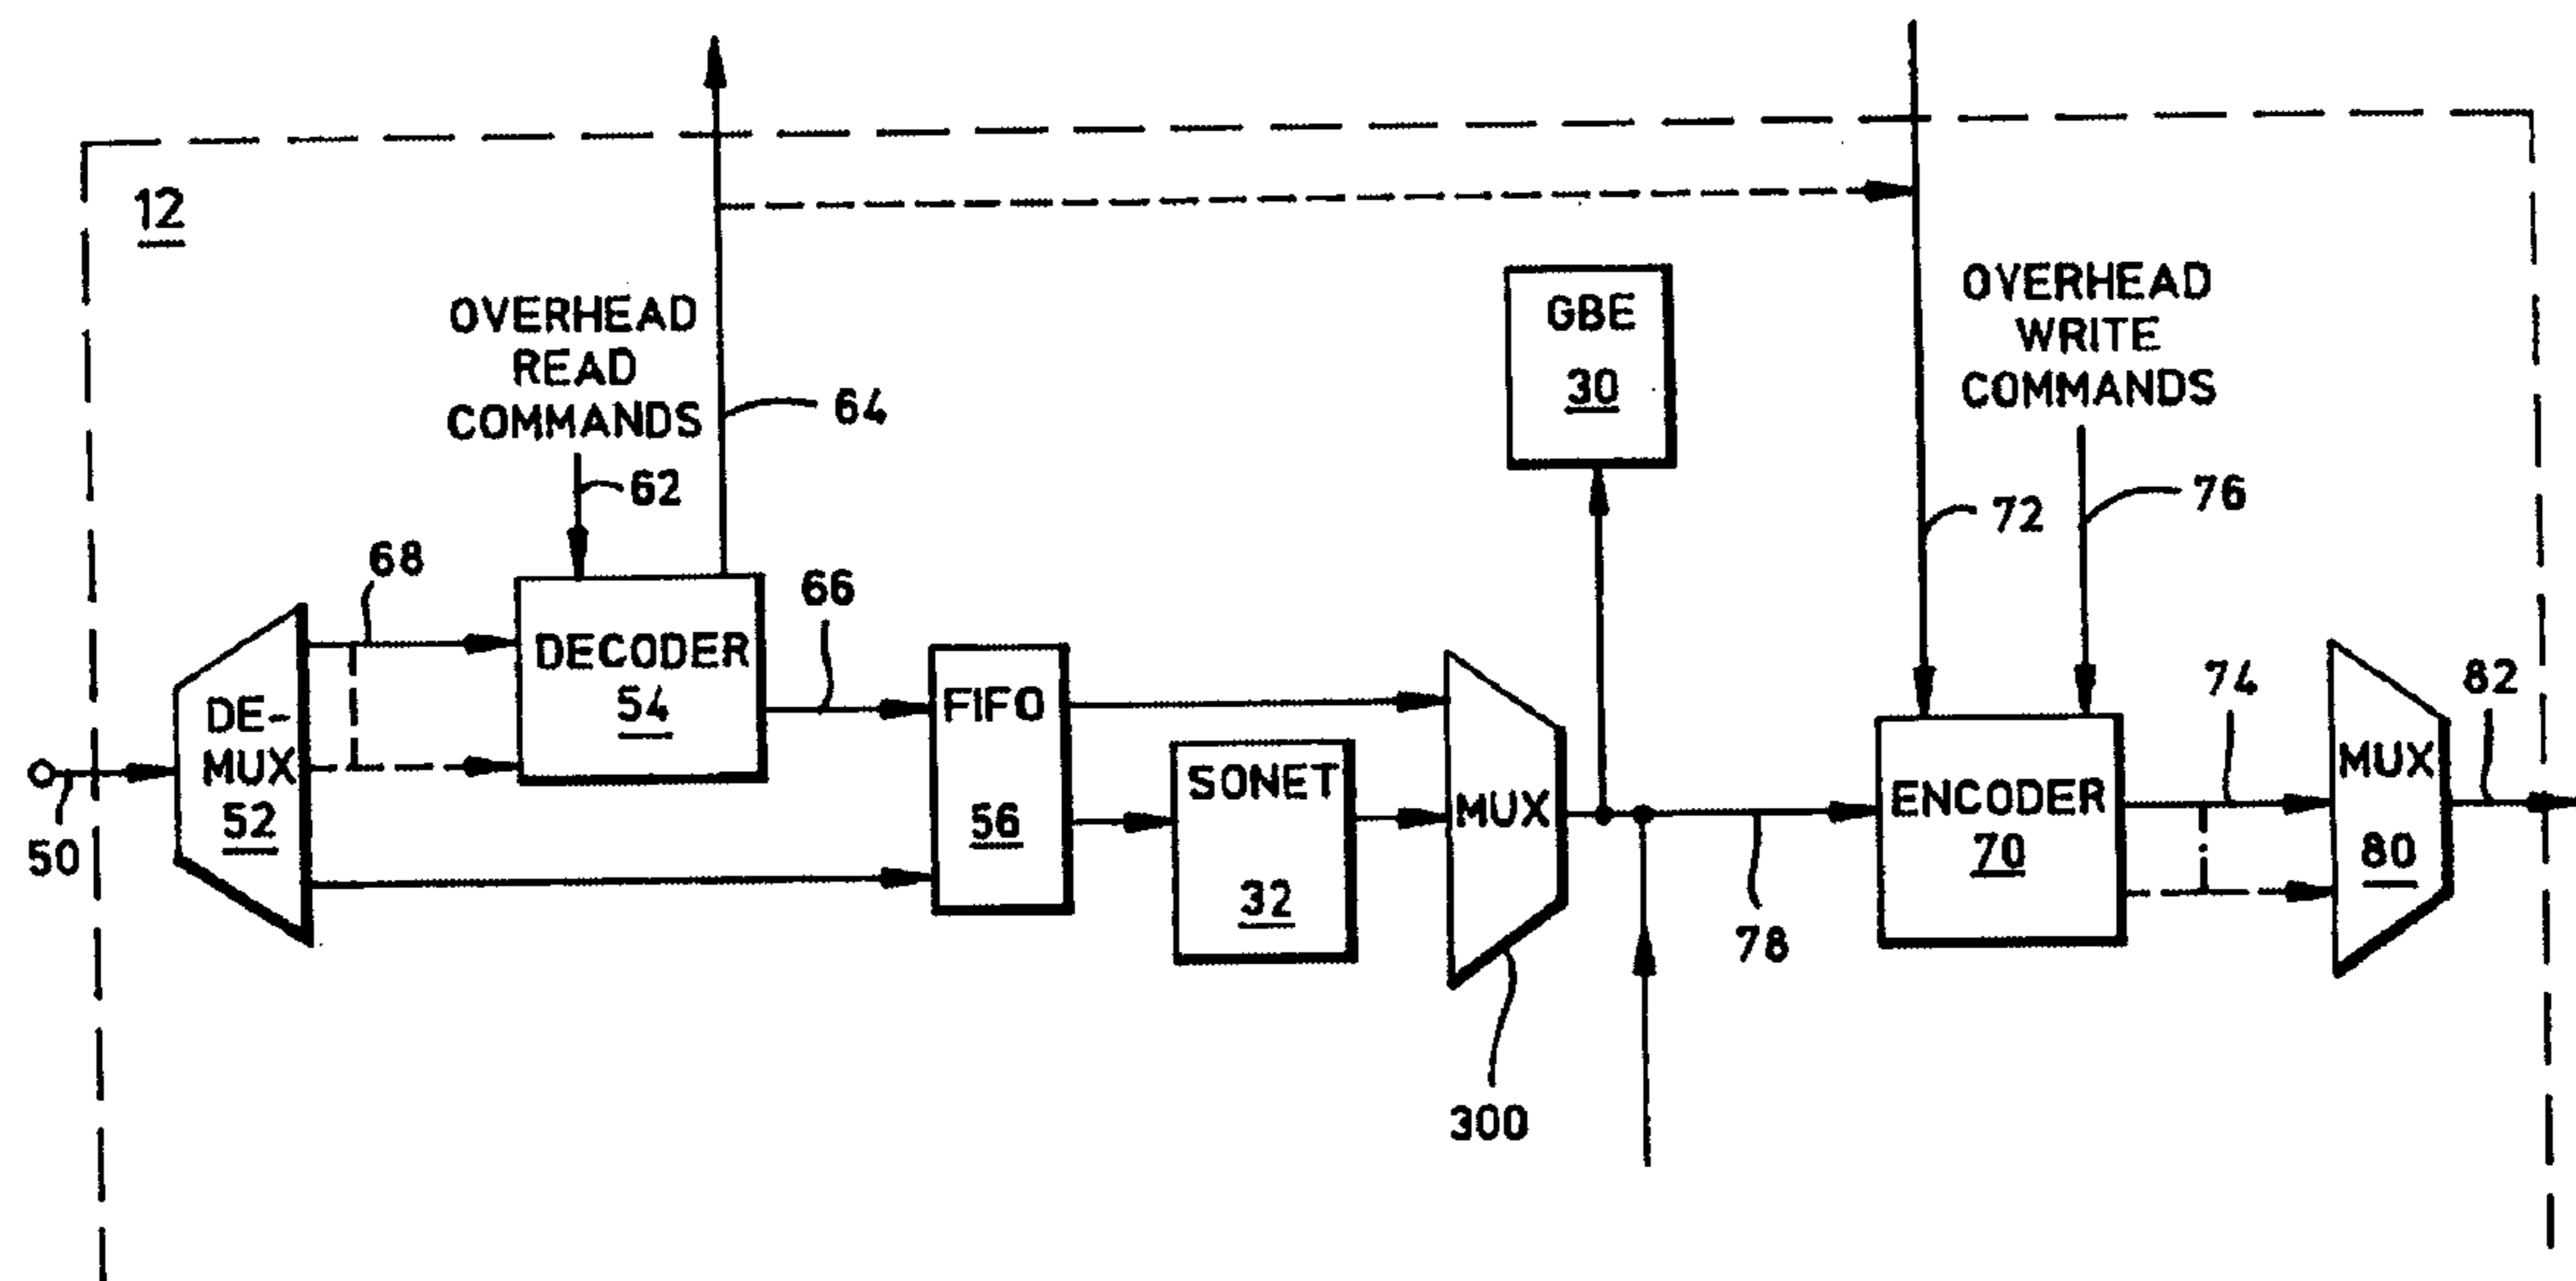 12
OVERHEAD
READ
COMMANDS
64
62
GBE
30
OVERHEAD
WRITE
COMMANDS
72
76
68
DECODER
54
66
DE-
MUX
52
50
FIFO
56
SONET
32
MUX
300
78
ENCODER
70
74
MUX
80
82